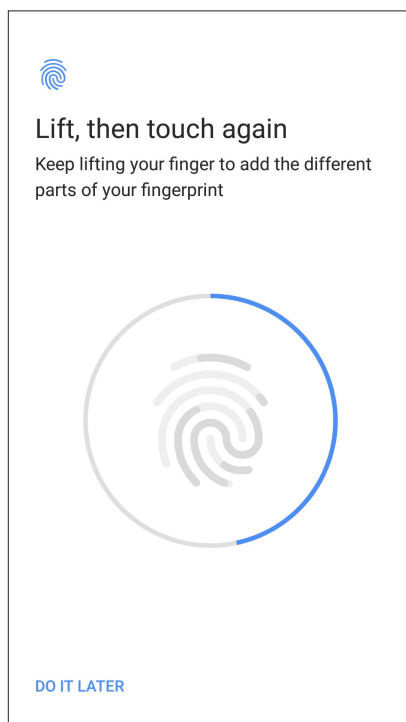 Lift, then touch again
Keep lifting your finger to add the different
parts of your fingerprint
DO IT LATER